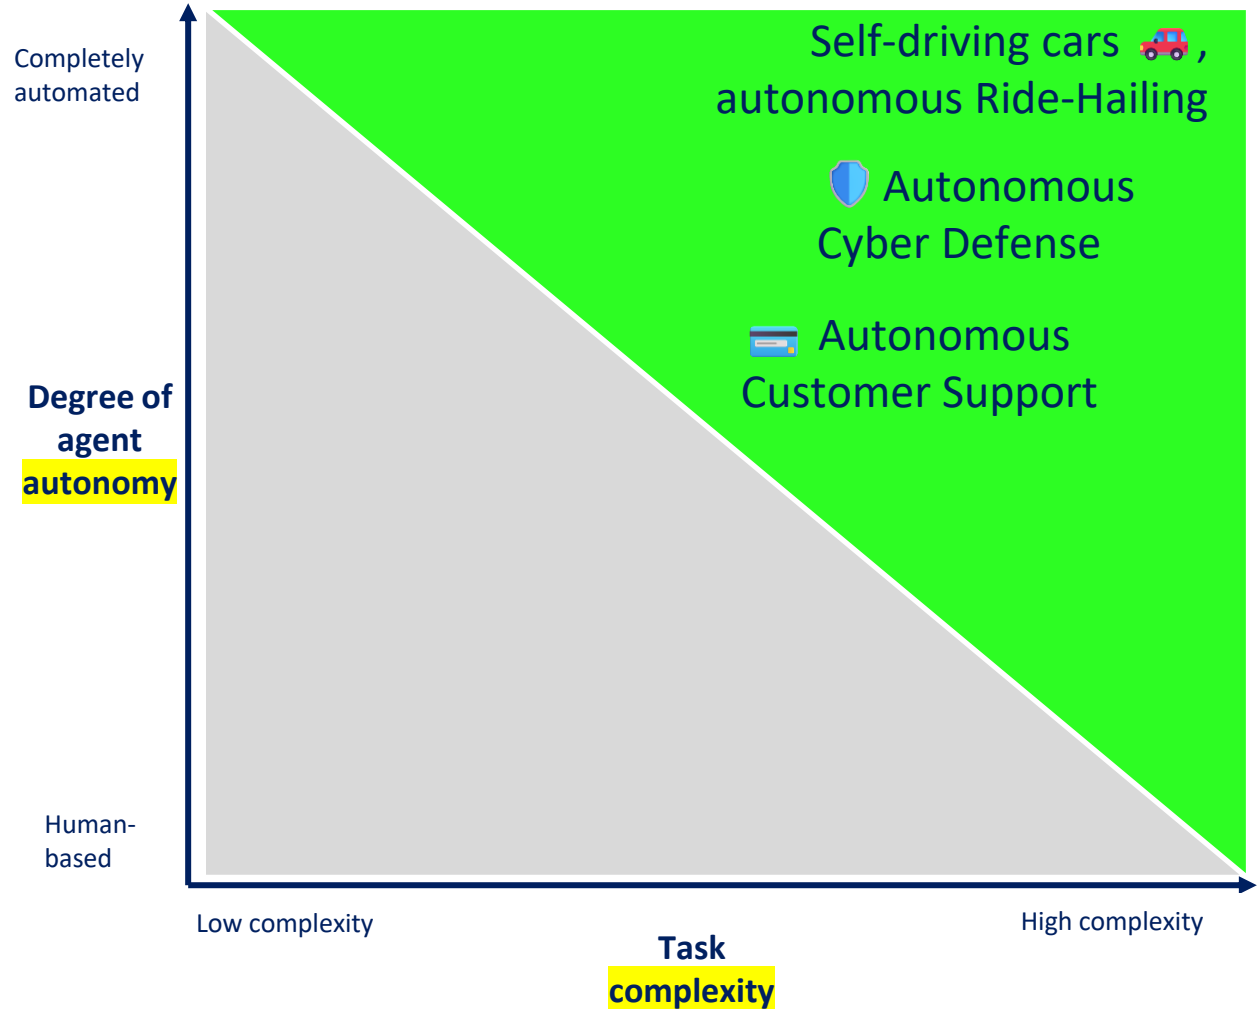 Completely
automated
Self-driving cars 🚗,
autonomous Ride-Hailing
🛡️ Autonomous
Cyber Defense
💳 Autonomous
Customer Support
Degree of
agent
autonomy
Human-
based
Low complexity
High complexity
Task
complexity